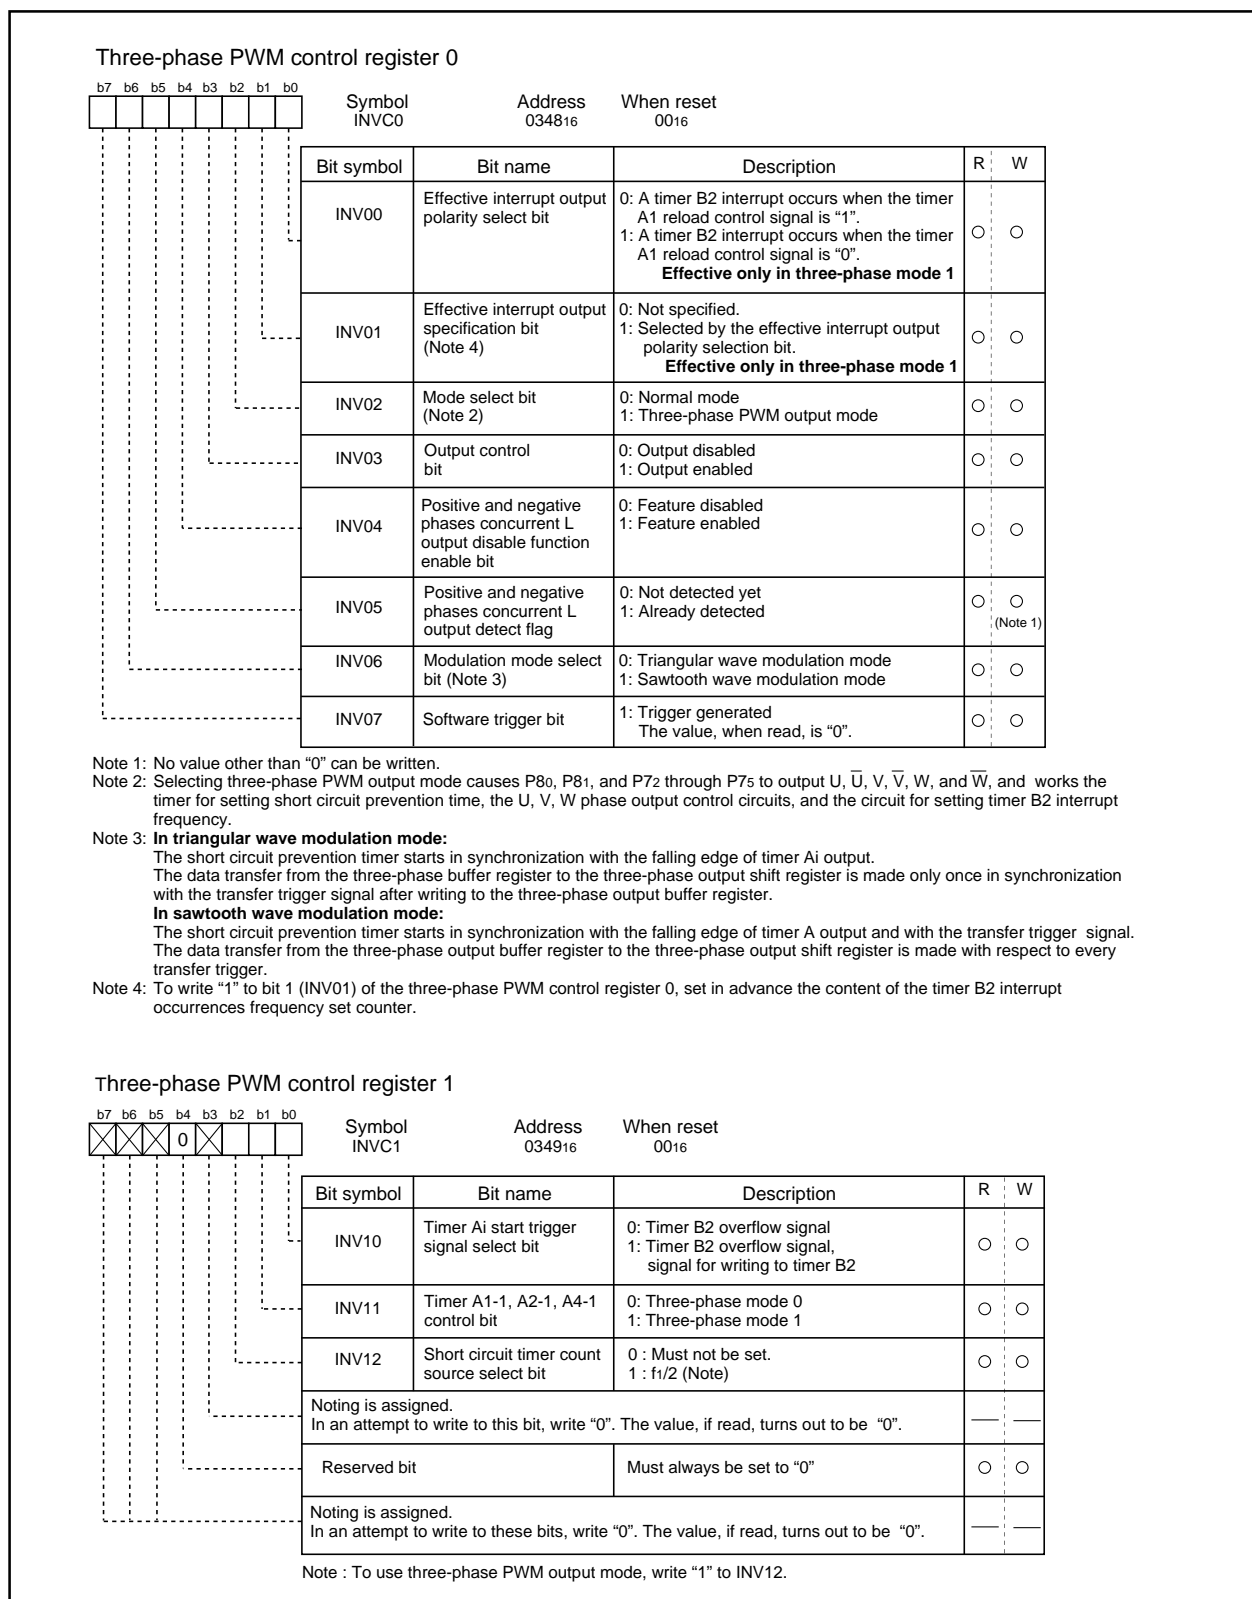 Three-phase PWM control register 0
b7 b6 b5 b4 b3 b2 b1 b0
Symbol Address When reset
INVC0 034816 0016
Bit symbol Bit name Description R W
INV00
Effective interrupt output
polarity select bit
0: A timer B2 interrupt occurs when the timer
A1 reload control signal is “1”.
1: A timer B2 interrupt occurs when the timer
A1 reload control signal is “0”.
Effective only in three-phase mode 1
INV01
Effective interrupt output
specification bit
(Note 4)
0: Not specified.
1: Selected by the effective interrupt output
polarity selection bit.
Effective only in three-phase mode 1
INV02
Mode select bit
(Note 2)
0: Normal mode
1: Three-phase PWM output mode
INV03
Output control
bit
0: Output disabled
1: Output enabled
INV04
Positive and negative
phases concurrent L
output disable function
enable bit
0: Feature disabled
1: Feature enabled
INV05
Positive and negative
phases concurrent L
output detect flag
0: Not detected yet
1: Already detected
(Note 1)
INV06
Modulation mode select
bit (Note 3)
0: Triangular wave modulation mode
1: Sawtooth wave modulation mode
INV07
Software trigger bit
1: Trigger generated
The value, when read, is “0”.
Note 1: No value other than “0” can be written.
Note 2: Selecting three-phase PWM output mode causes P80, P81, and P72 through P75 to output U, U̅, V, V̅, W, and W̅, and works the
timer for setting short circuit prevention time, the U, V, W phase output control circuits, and the circuit for setting timer B2 interrupt
frequency.
Note 3: In triangular wave modulation mode:
The short circuit prevention timer starts in synchronization with the falling edge of timer Ai output.
The data transfer from the three-phase buffer register to the three-phase output shift register is made only once in synchronization
with the transfer trigger signal after writing to the three-phase output buffer register.
In sawtooth wave modulation mode:
The short circuit prevention timer starts in synchronization with the falling edge of timer A output and with the transfer trigger signal.
The data transfer from the three-phase output buffer register to the three-phase output shift register is made with respect to every
transfer trigger.
Note 4: To write “1” to bit 1 (INV01) of the three-phase PWM control register 0, set in advance the content of the timer B2 interrupt
occurrences frequency set counter.
Three-phase PWM control register 1
b7 b6 b5 b4 b3 b2 b1 b0
0
Symbol Address When reset
INVC1 034916 0016
Bit symbol Bit name Description R W
INV10
Timer Ai start trigger
signal select bit
0: Timer B2 overflow signal
1: Timer B2 overflow signal,
signal for writing to timer B2
INV11
Timer A1-1, A2-1, A4-1
control bit
0: Three-phase mode 0
1: Three-phase mode 1
INV12
Short circuit timer count
source select bit
0 : Must not be set.
1 : f1/2 (Note)
Noting is assigned.
In an attempt to write to this bit, write “0”. The value, if read, turns out to be “0”.
Reserved bit Must always be set to “0”
Noting is assigned.
In an attempt to write to these bits, write “0”. The value, if read, turns out to be “0”.
Note : To use three-phase PWM output mode, write “1” to INV12.